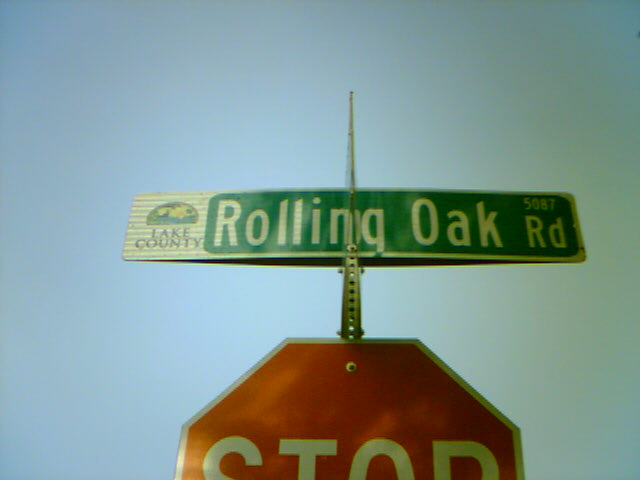 LAKE
COUNTY
Rolling Oak Rd
5087
STOP